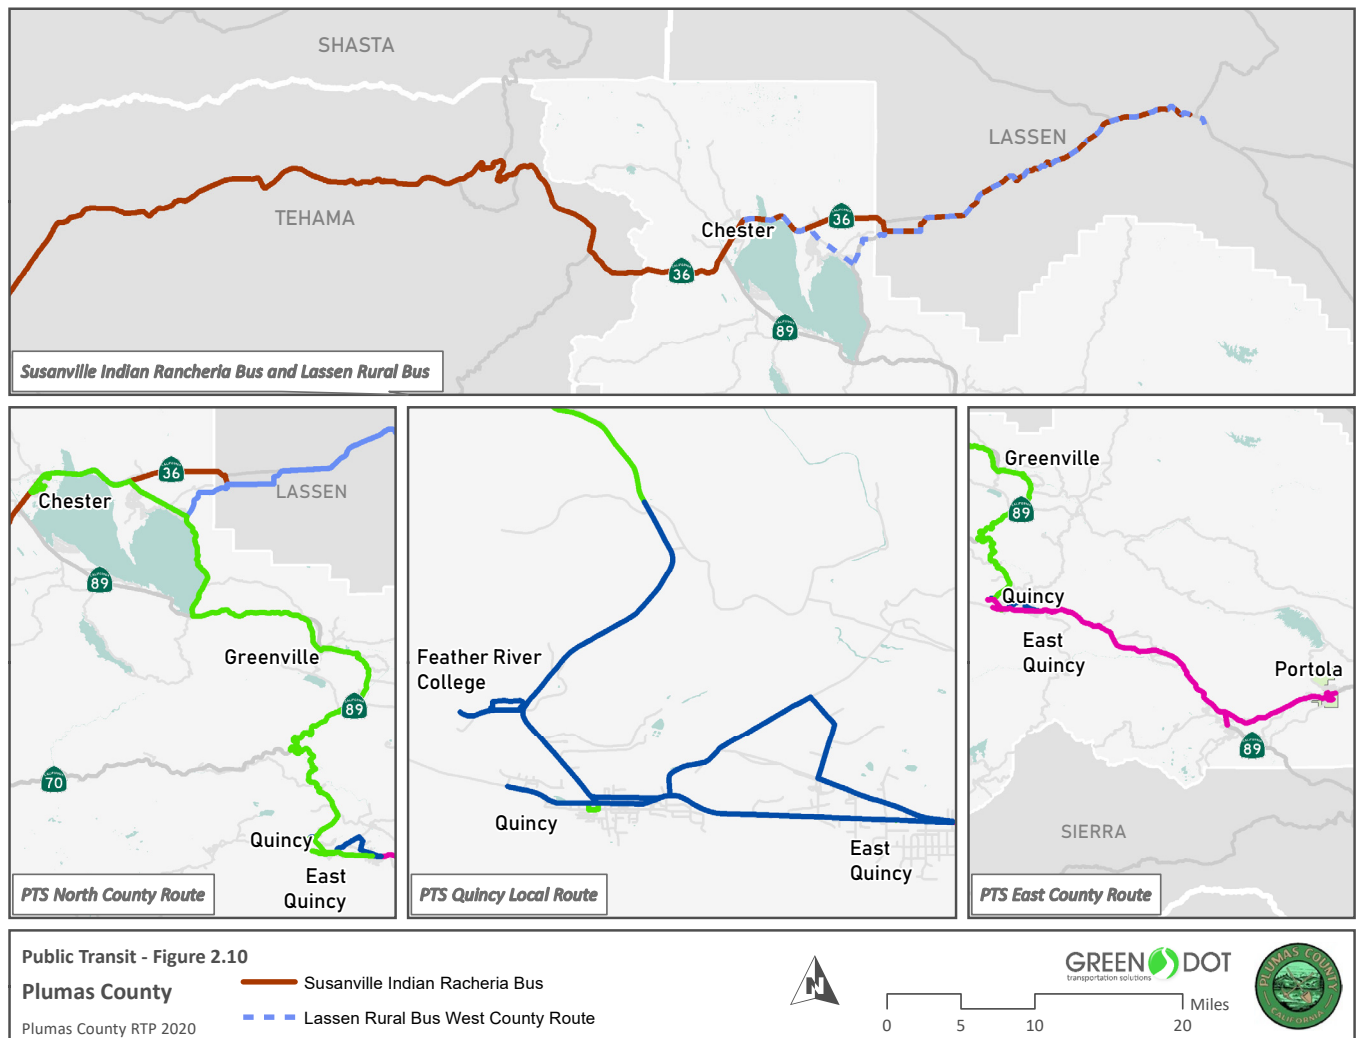 SHASTA
LASSEN
TEHAMA
Chester
36
36
89
Susanville Indian Rancheria Bus and Lassen Rural Bus
36
LASSEN
Chester
89
Greenville
89
70
Quincy
East
Quincy
PTS North County Route
Feather River
College
Quincy
East
Quincy
PTS Quincy Local Route
Greenville
89
Quincy
East
Quincy
Portola
89
SIERRA
PTS East County Route
Public Transit - Figure 2.10
Plumas County
Plumas County RTP 2020
Susanville Indian Racheria Bus
Lassen Rural Bus West County Route
N
GREEN DOT
transportation solutions
Miles
0 5 10 20
PLUMAS COUNTY
CALIFORNIA